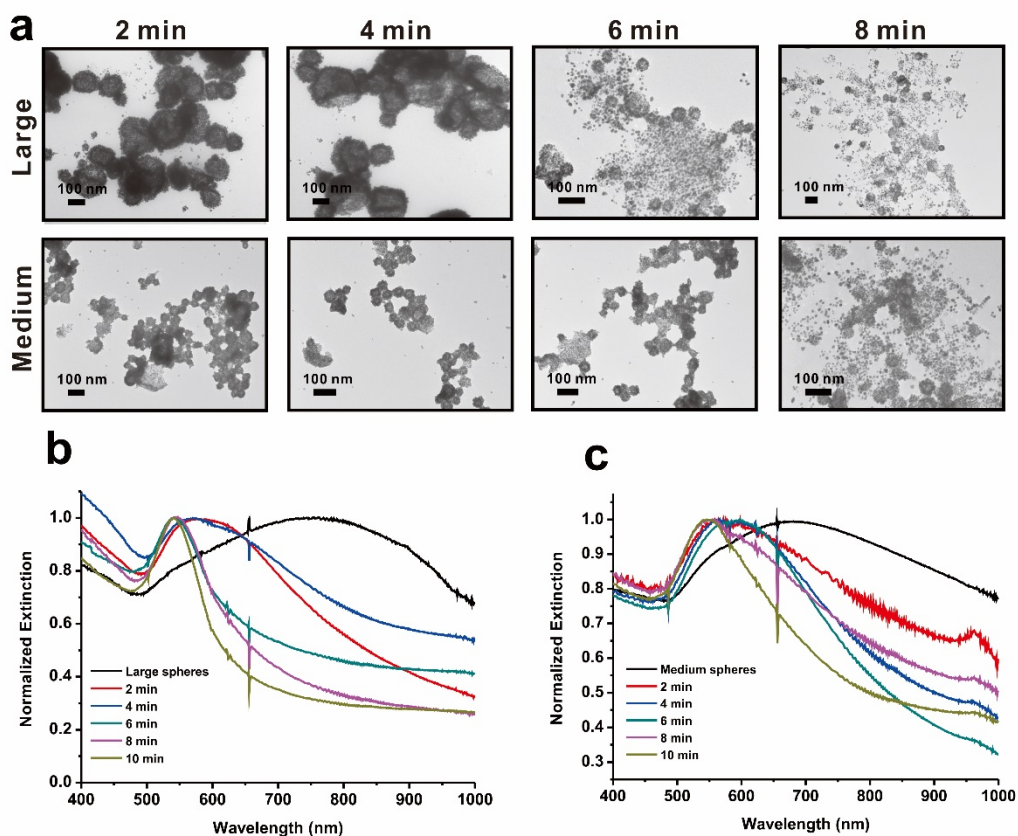 a
2 min 4 min 6 min 8 min
Large
100 nm 100 nm 100 nm 100 nm
Medium
100 nm 100 nm 100 nm 100 nm
b
Normalized Extinction
1.0
0.8
0.6
0.4
0.2
0.0
Large spheres
2 min
4 min
6 min
8 min
10 min
400 500 600 700 800 900 1000
Wavelength (nm)
c
Normalized Extinction
1.0
0.9
0.8
0.7
0.6
0.5
0.4
0.3
Medium spheres
2 min
4 min
6 min
8 min
10 min
400 500 600 700 800 900 1000
Wavelength (nm)